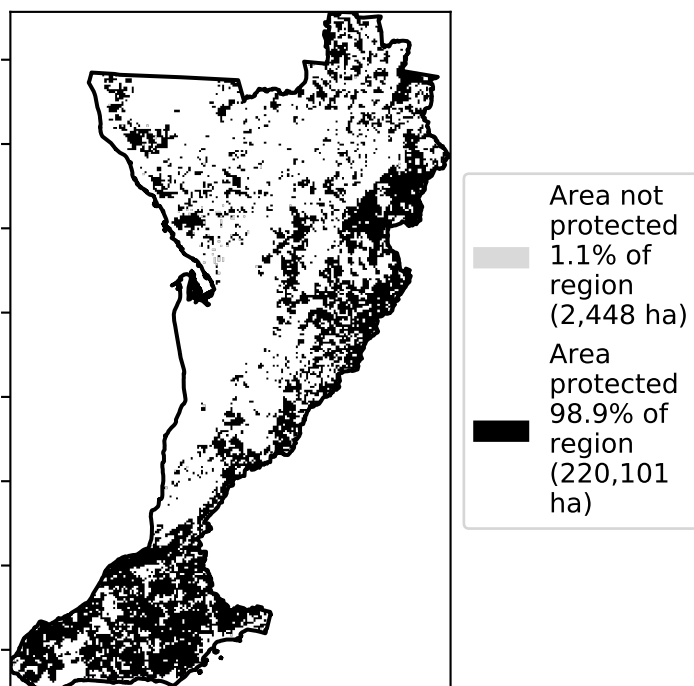 Area not
protected
1.1% of
region
(2,448 ha)
Area
protected
98.9% of
region
(220,101
ha)